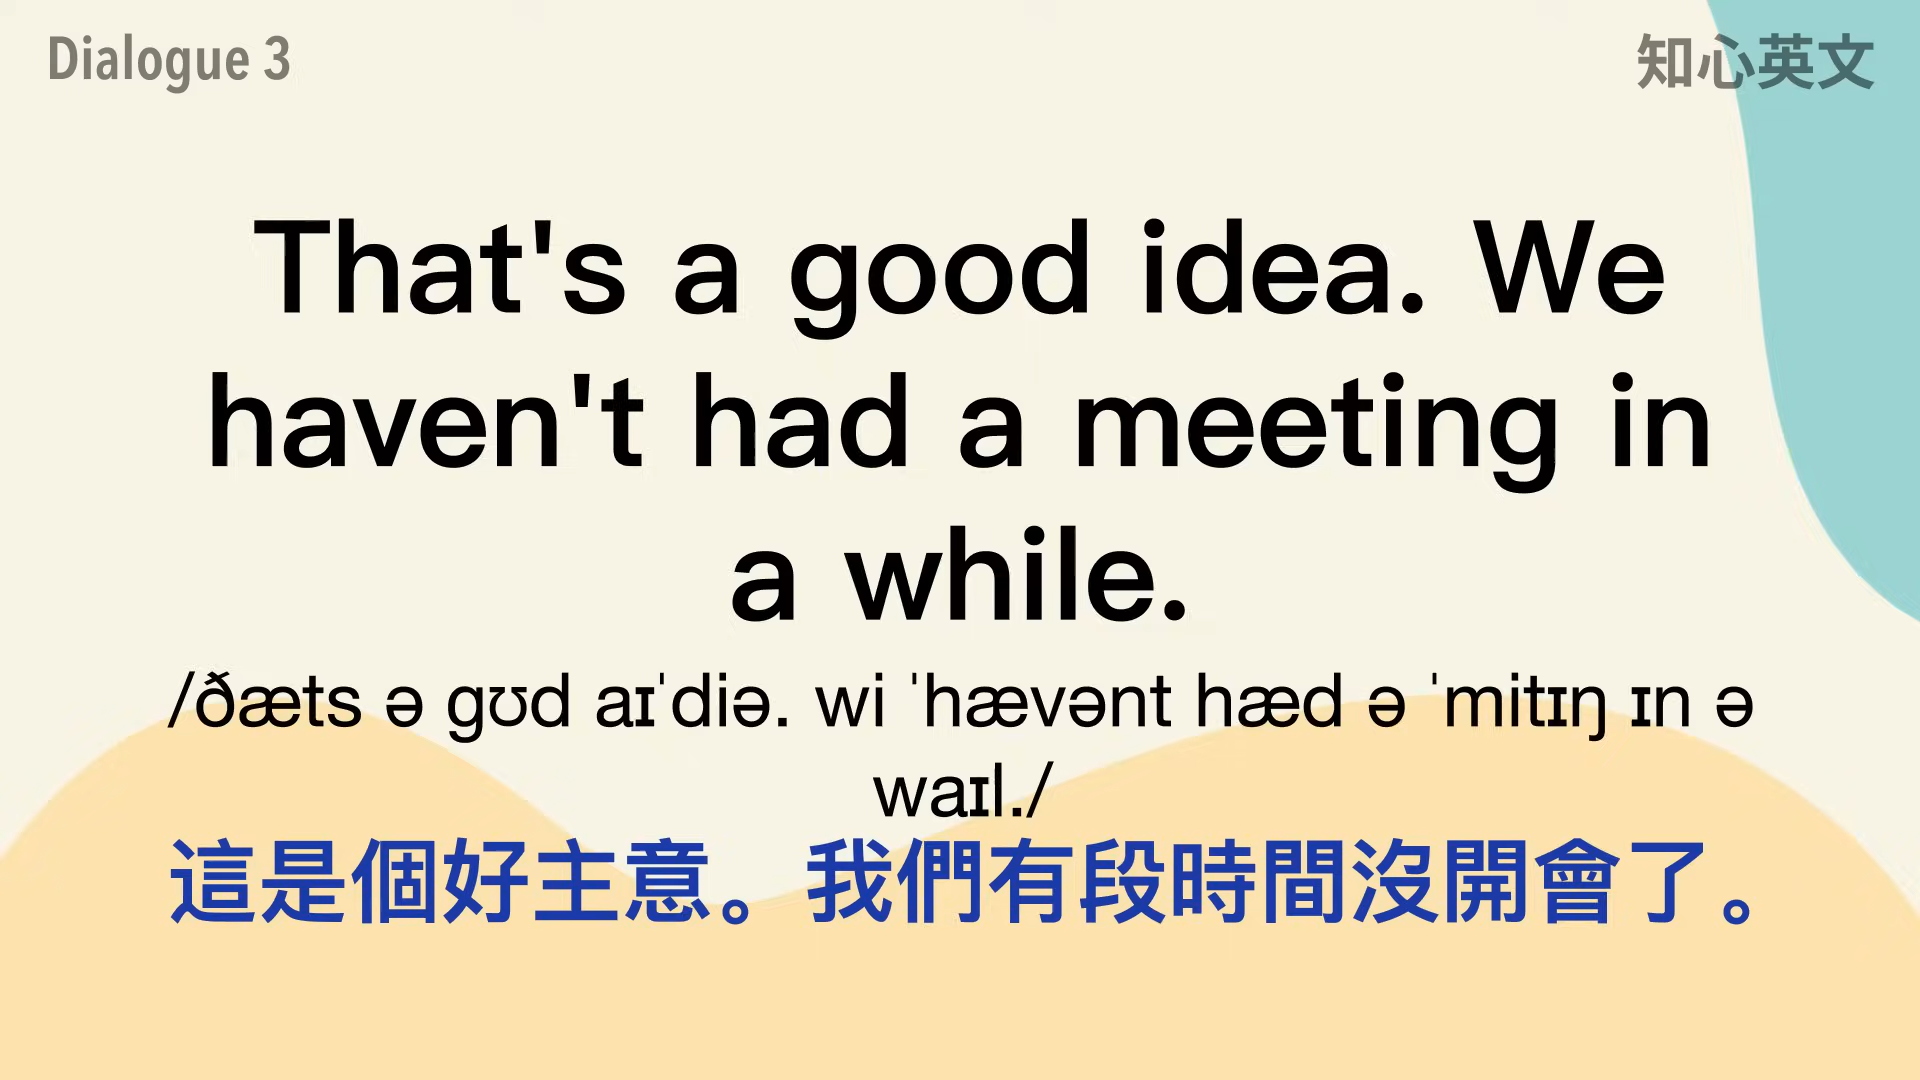 Dialogue 3
知心英文
That's a good idea. We
haven't had a meeting in
a while.
/ðæts ə gʊd aɪˈdiə. wi ˈhævənt hæd ə ˈmitɪŋ ɪn ə
waɪl./
這是個好主意。我們有段時間沒開會了。